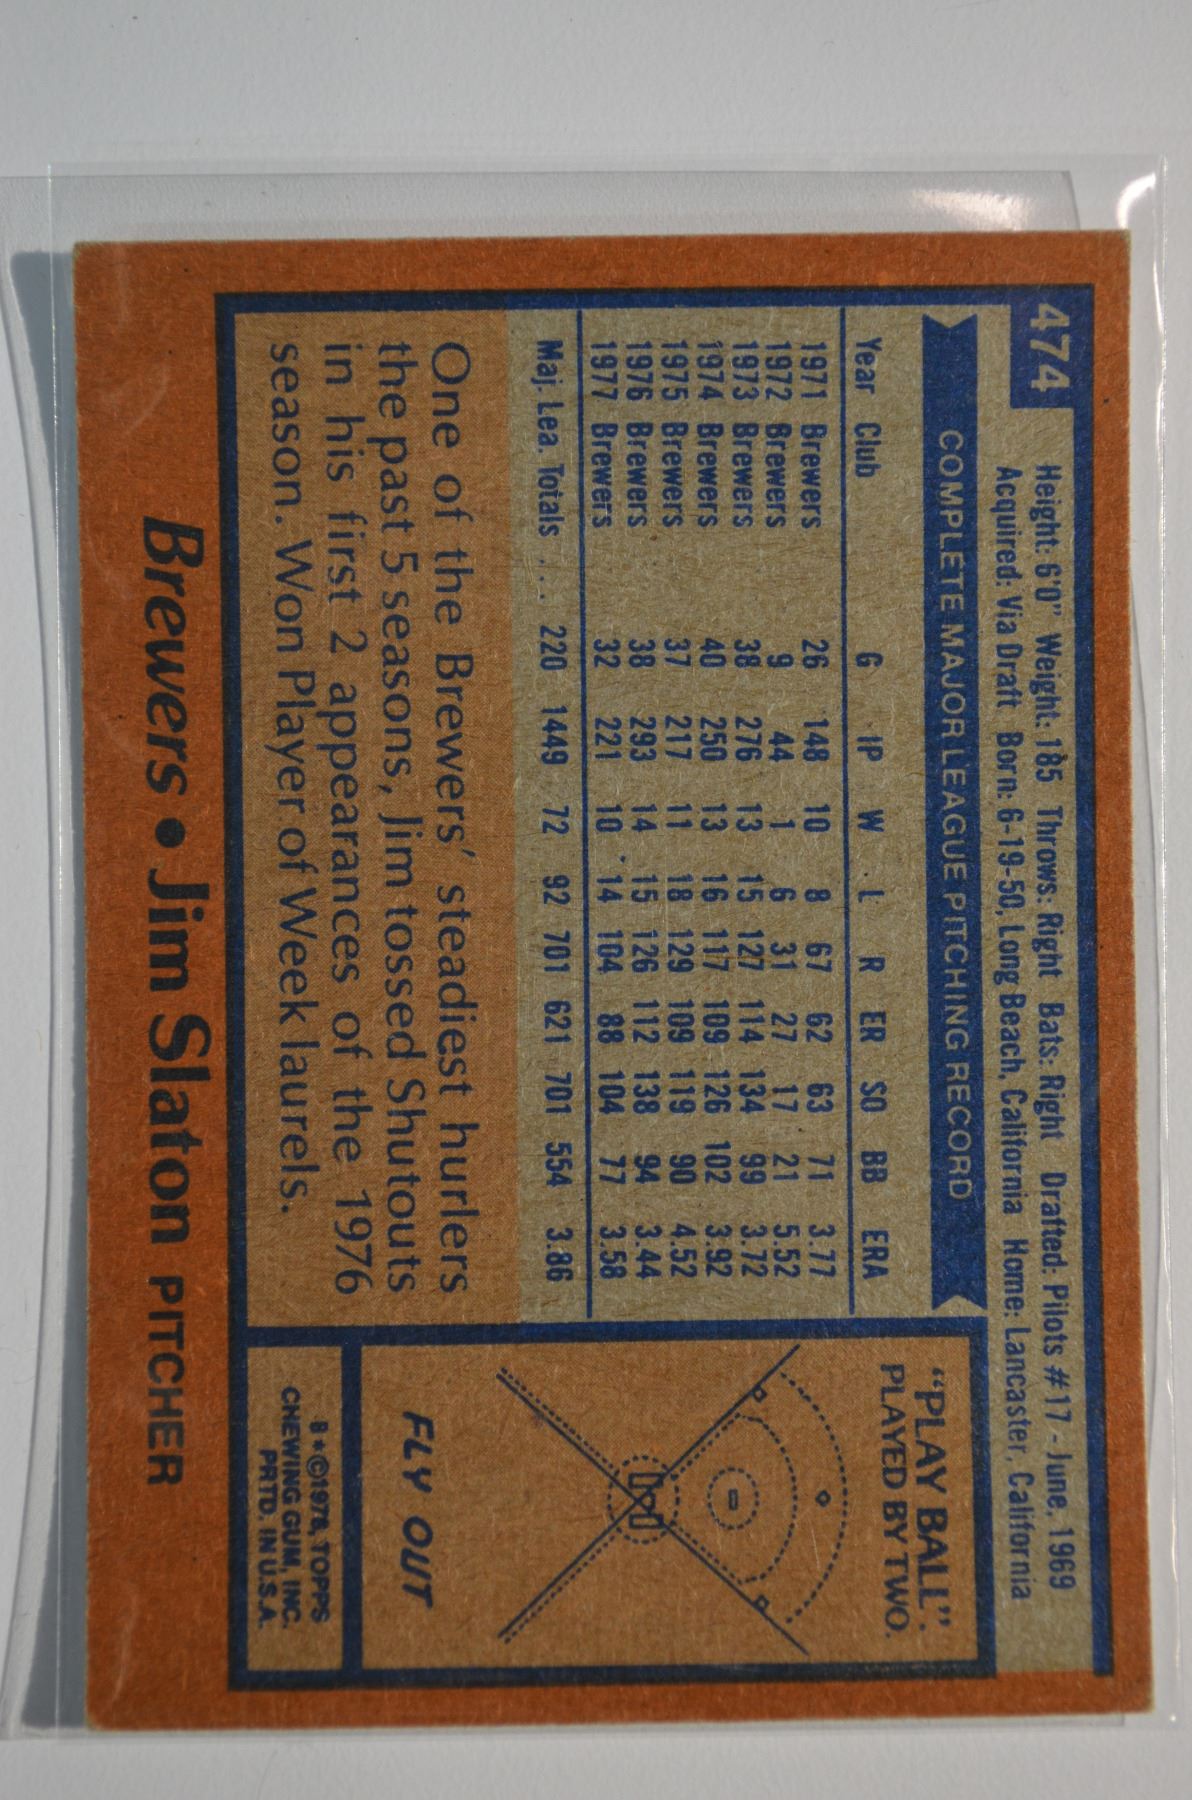 474
Height: 6'0" Weight: 185 Throws: Right Bats: Right Drafted: Pilots #17 - June, 1969
Acquired: Via Draft Born: 6-19-50, Long Beach, California Home: Lancaster, California
COMPLETE MAJOR LEAGUE PITCHING RECORD
Year Club G IP W L R ER SO BB ERA
1971 Brewers 26 148 10 8 67 62 63 71 3.77
1972 Brewers 9 44 1 6 31 27 17 21 5.52
1973 Brewers 38 276 13 15 127 114 134 99 3.72
1974 Brewers 40 250 13 16 117 109 126 102 3.92
1975 Brewers 37 217 11 18 129 109 119 90 4.52
1976 Brewers 38 293 14 15 126 112 138 94 3.44
1977 Brewers 32 221 10 14 104 88 104 77 3.58
Maj. Lea. Totals ... 220 1449 72 92 701 621 701 554 3.86
One of the Brewers' steadiest hurlers
the past 5 seasons, Jim tossed Shutouts
in his first 2 appearances of the 1976
season. Won Player of Week laurels.
"PLAY BALL".
PLAYED BY TWO.
FLY OUT
B*©1978, TOPPS
CHEWING GUM, INC.
PRTD. IN U.S.A.
Brewers • Jim Slaton PITCHER